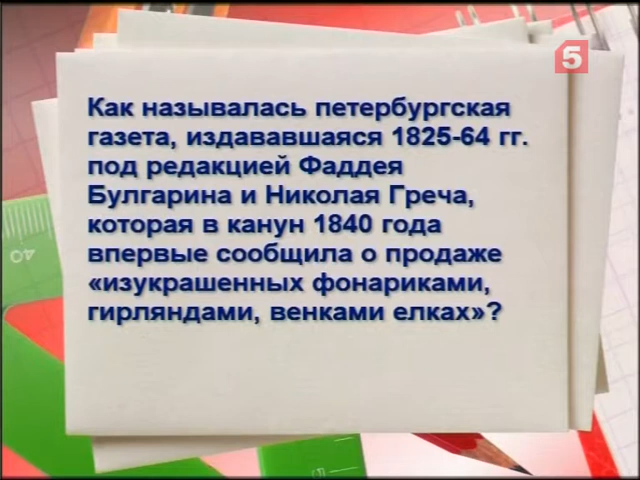 5
Как называлась петербургская
газета, издававшаяся 1825-64 гг.
под редакцией Фаддея
Булгарина и Николая Греча,
которая в канун 1840 года
впервые сообщила о продаже
«изукрашенных фонариками,
гирляндами, венками елках»?
40